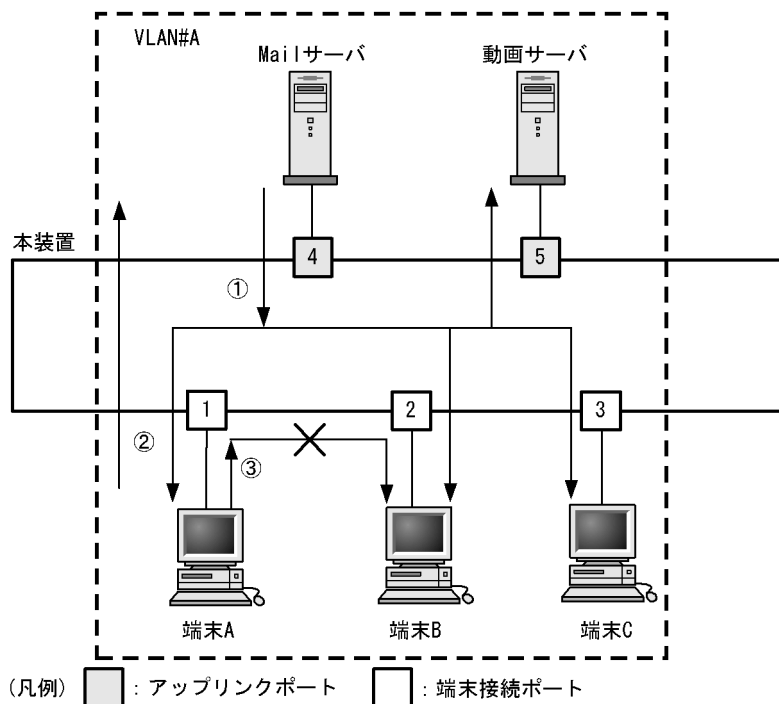 VLAN#A
Mailサーバ
動画サーバ
本装置
4
5
①
1
2
3
②
③
端末A
端末B
端末C
(凡例)
：アップリンクポート
：端末接続ポート